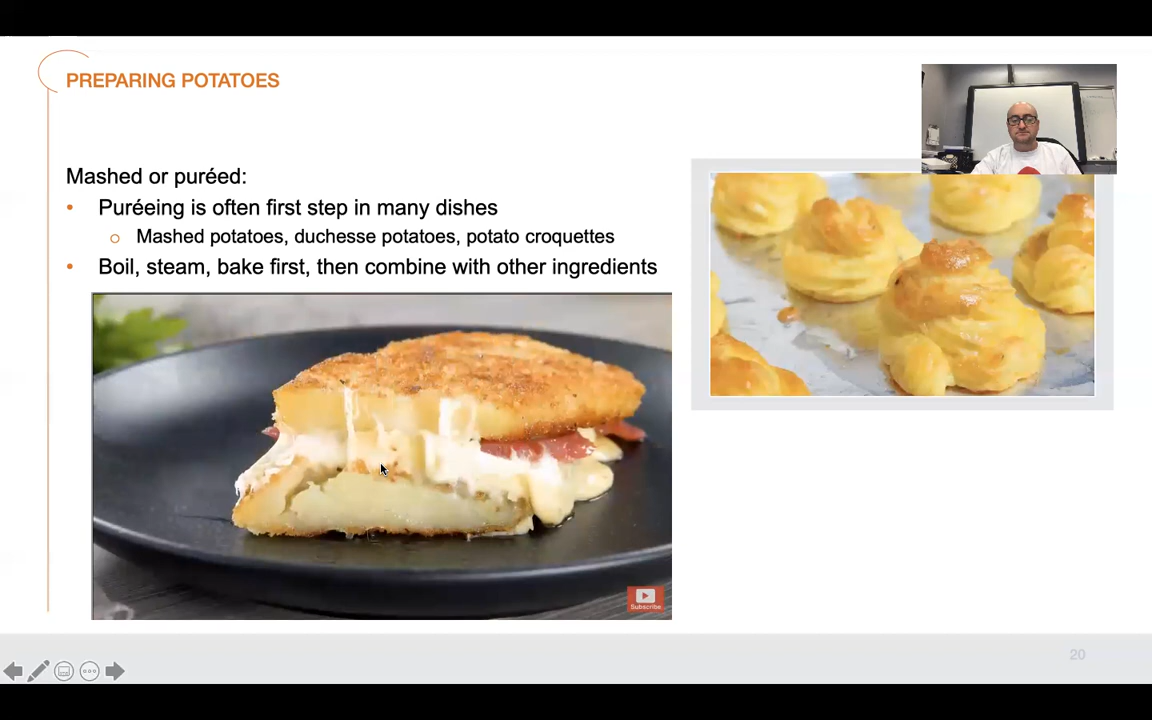 PREPARING POTATOES
Mashed or puréed:
• Puréeing is often first step in many dishes
o Mashed potatoes, duchesse potatoes, potato croquettes
• Boil, steam, bake first, then combine with other ingredients
Subscribe
20